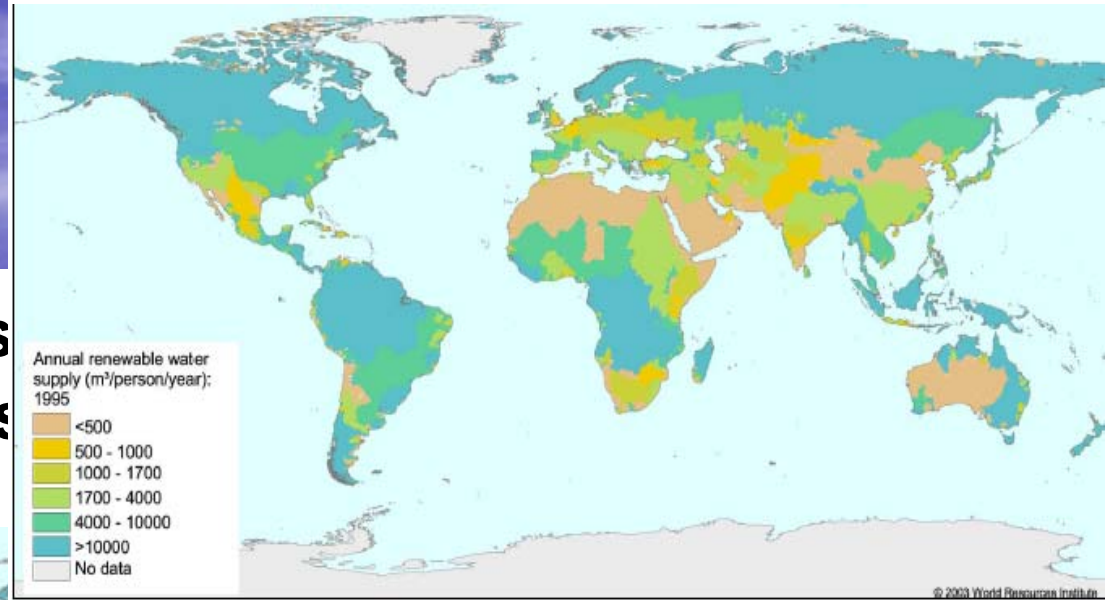 s
s
Annual renewable water
supply (m³/person/year):
1995
<500
500 - 1000
1000 - 1700
1700 - 4000
4000 - 10000
>10000
No data
© 2003 World Resources Institute